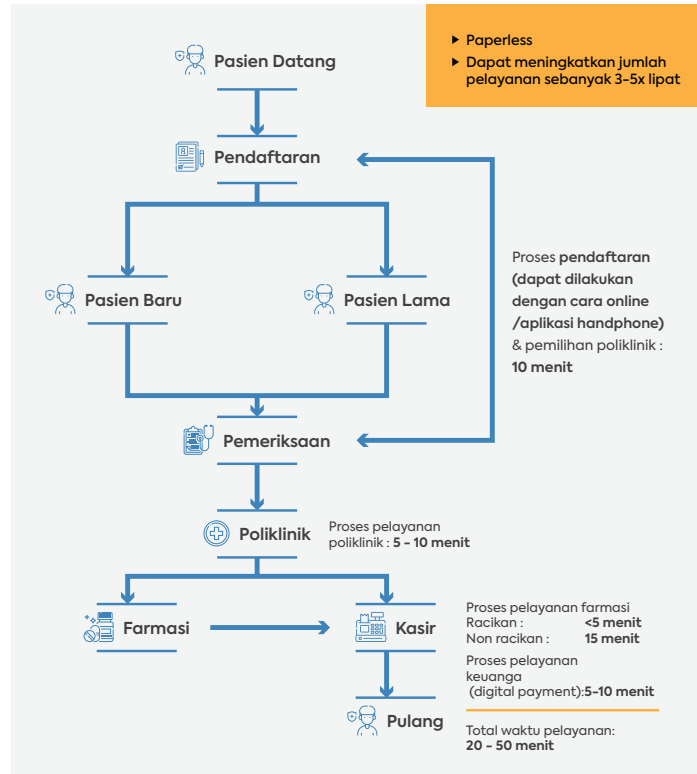 ▸ Paperless
▸ Dapat meningkatkan jumlah
pelayanan sebanyak 3-5x lipat
Pasien Datang
Pendaftaran
Pasien Baru
Pasien Lama
Proses pendaftaran
(dapat dilakukan
dengan cara online
/aplikasi handphone)
& pemilihan poliklinik :
10 menit
Pemeriksaan
Poliklinik
Proses pelayanan
poliklinik : 5 - 10 menit
Farmasi
Kasir
Proses pelayanan farmasi
Racikan : <5 menit
Non racikan : 15 menit
Proses pelayanan
keuanga
(digital payment):5-10 menit
Pulang
Total waktu pelayanan:
20 - 50 menit